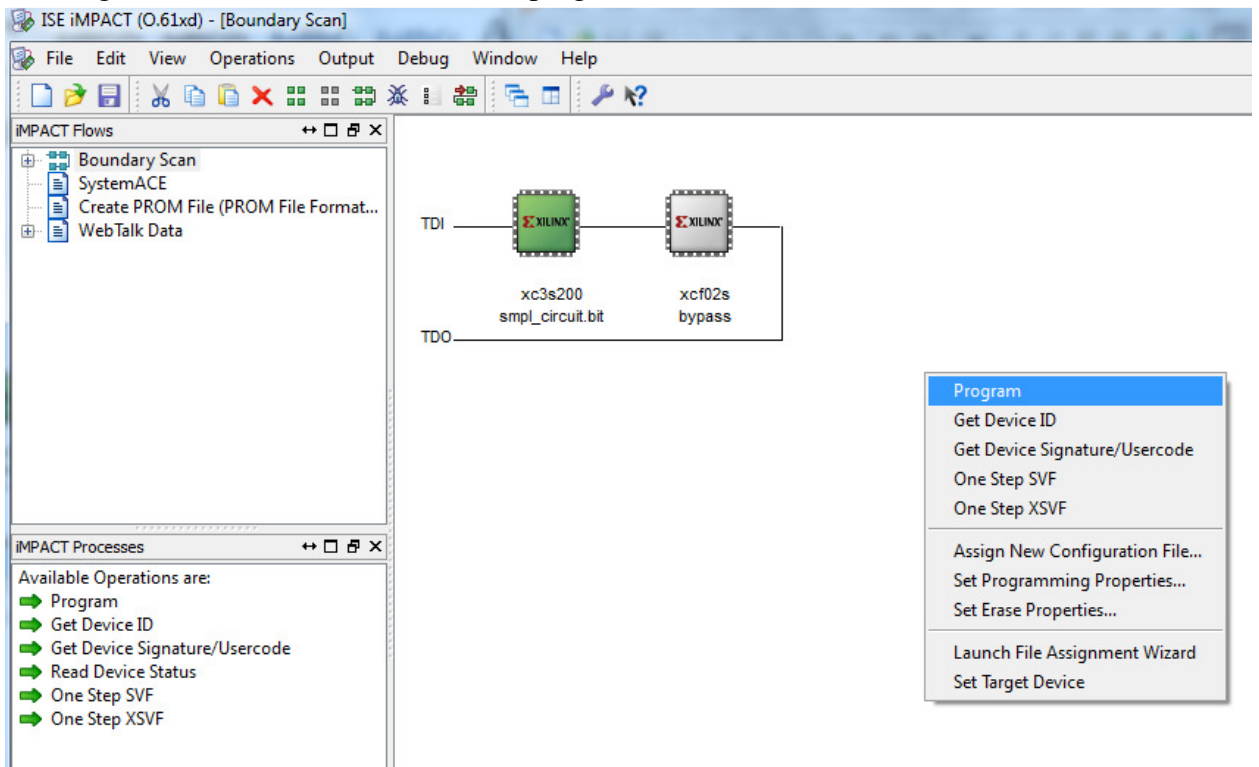 ISE iMPACT (O.61xd) - [Boundary Scan]
File Edit View Operations Output Debug Window Help
iMPACT Flows
Boundary Scan
SystemACE
Create PROM File (PROM File Format...
WebTalk Data
TDI
XILINX
XILINX
xc3s200
xcf02s
smpl_circuit.bit
bypass
TDO
Program
Get Device ID
Get Device Signature/Usercode
One Step SVF
One Step XSVF
Assign New Configuration File...
Set Programming Properties...
Set Erase Properties...
Launch File Assignment Wizard
Set Target Device
iMPACT Processes
Available Operations are:
Program
Get Device ID
Get Device Signature/Usercode
Read Device Status
One Step SVF
One Step XSVF